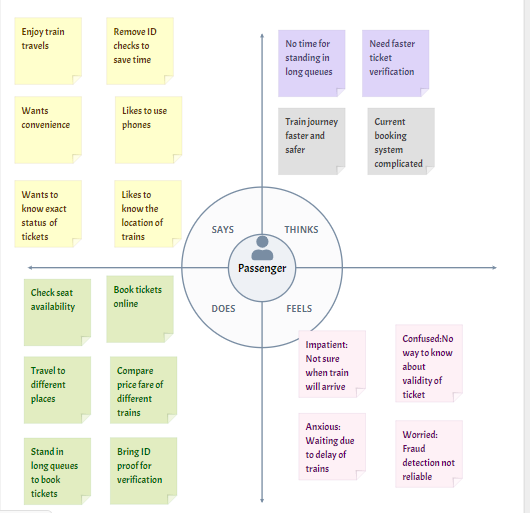 Enjoy train
travels
Remove ID
checks to
save time
Wants
convenience
Likes to use
phones
Wants to
know exact
status of
tickets
Likes to
know the
location of
trains
No time for
standing in
long queues
Need faster
ticket
verification
Train journey
faster and
safer
Current
booking
system
complicated
SAYS
THINKS
Passenger
DOES
FEELS
Check seat
availability
Book tickets
online
Travel to
different
places
Compare
price fare of
different
trains
Stand in
long queues
to book
tickets
Bring ID
proof for
verification
Impatient:
Not sure
when train
will arrive
Confused:No
way to know
about
validity of
ticket
Anxious:
Waiting due
to delay of
trains
Worried:
Fraud
detection not
reliable